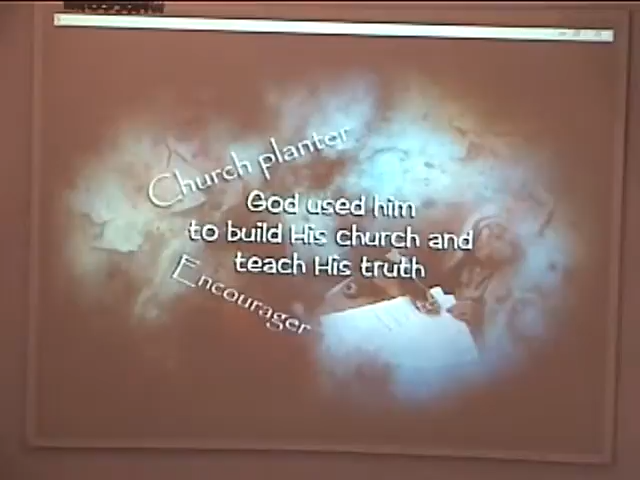 Church planter
God used him
to build His church and
teach His truth
Encourager